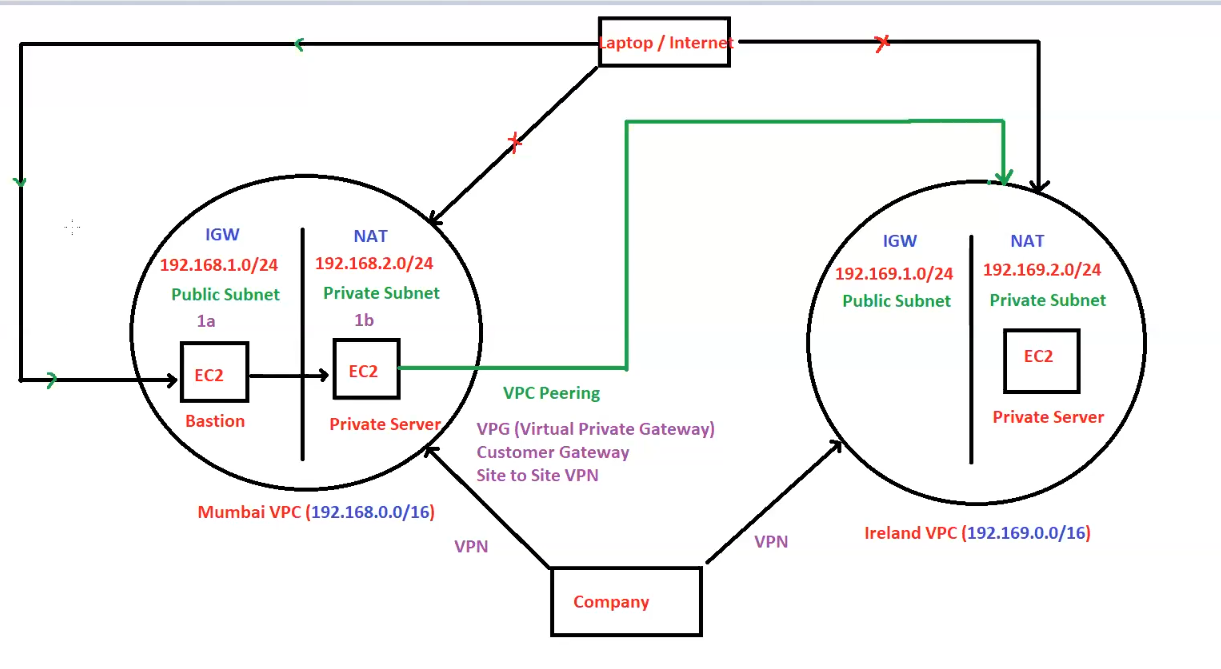 Laptop / Internet
IGW
192.168.1.0/24
Public Subnet
1a
EC2
Bastion
NAT
192.168.2.0/24
Private Subnet
1b
EC2
Private Server
Mumbai VPC (192.168.0.0/16)
VPC Peering
VPG (Virtual Private Gateway)
Customer Gateway
Site to Site VPN
VPN
VPN
Company
IGW
192.169.1.0/24
Public Subnet
NAT
192.169.2.0/24
Private Subnet
EC2
Private Server
Ireland VPC (192.169.0.0/16)